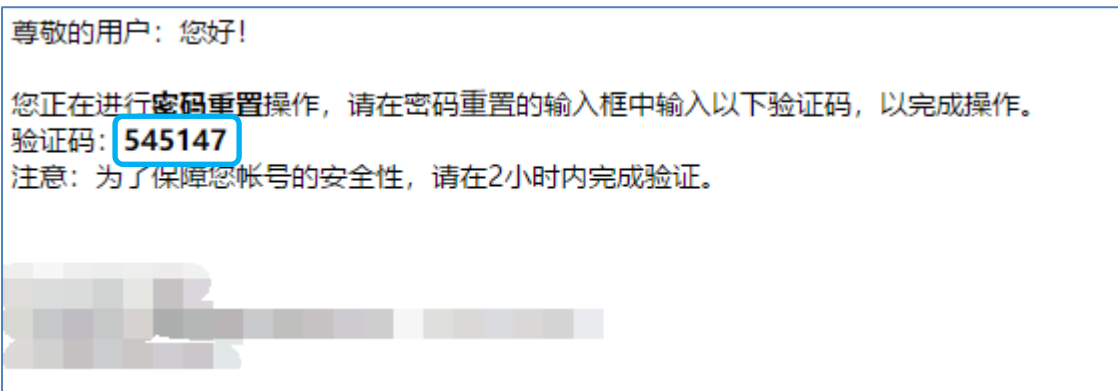 尊敬的用户：您好！
您正在进行密码重置操作，请在密码重置的输入框中输入以下验证码，以完成操作。
验证码：545147
注意：为了保障您帐号的安全性，请在2小时内完成验证。